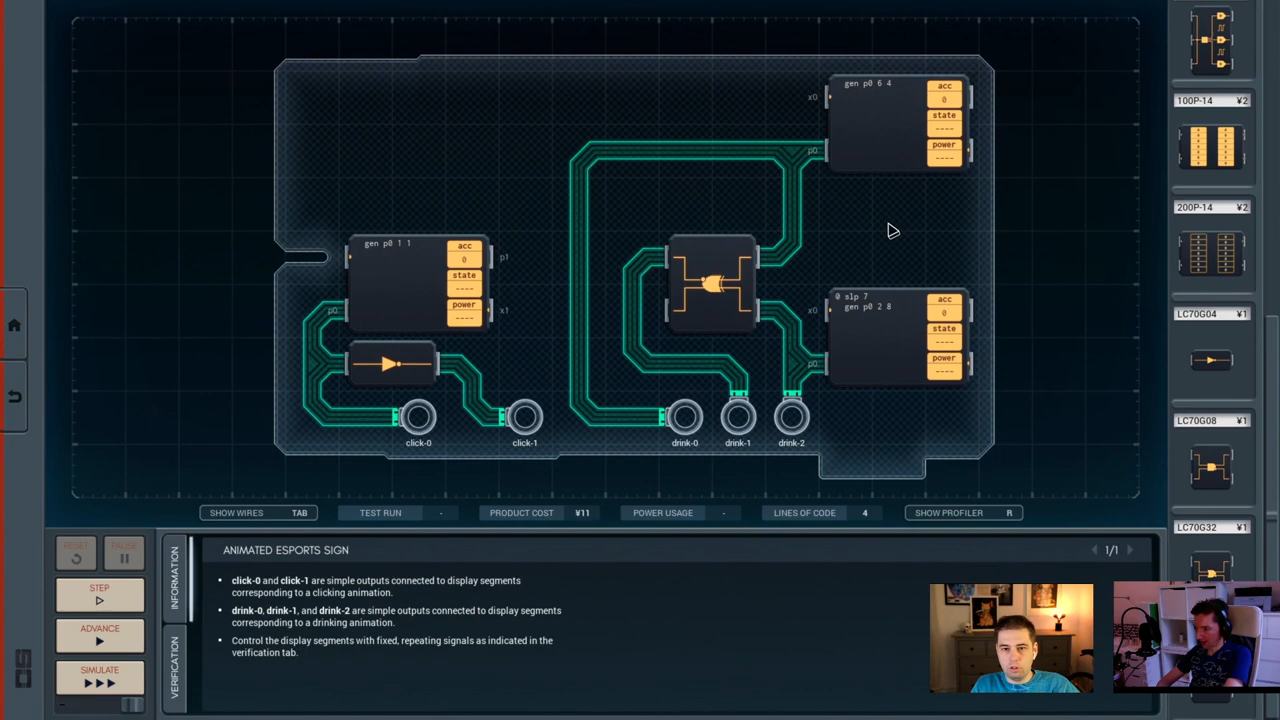 gen p0 6 4
acc
0
state
----
power
----
x0
p0
gen p0 1 1
acc
0
state
----
power
----
p1
p0
x1
0 slp 7
gen p0 2 8
acc
0
state
----
power
----
x0
p0
click-0
click-1
drink-0
drink-1
drink-2
100P-14 ¥2
200P-14 ¥2
LC70G04 ¥1
LC70G08 ¥1
LC70G32 ¥1
SHOW WIRES TAB
TEST RUN -
PRODUCT COST ¥11
POWER USAGE -
LINES OF CODE 4
SHOW PROFILER R
RESET
PAUSE
STEP
ADVANCE
SIMULATE
INFORMATION
VERIFICATION
ANIMATED ESPORTS SIGN
1/1
click-0 and click-1 are simple outputs connected to display segments
corresponding to a clicking animation.
drink-0, drink-1, and drink-2 are simple outputs connected to display segments
corresponding to a drinking animation.
Control the display segments with fixed, repeating signals as indicated in the
verification tab.